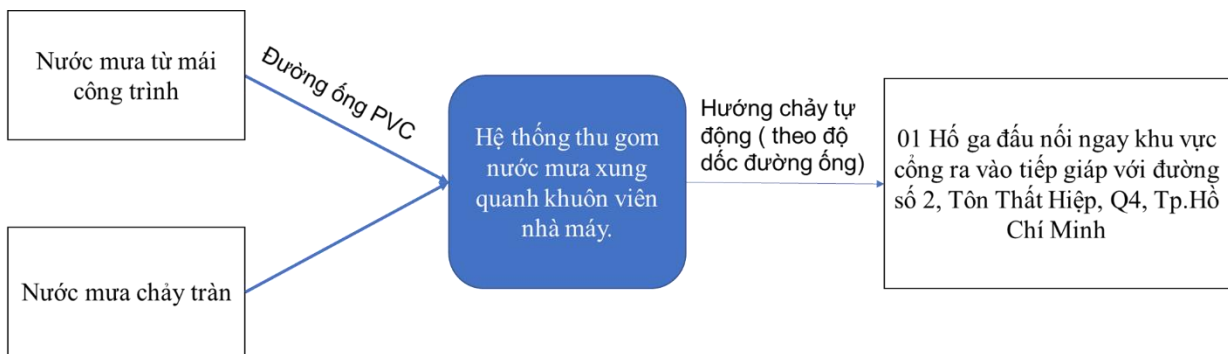 Nước mưa từ mái
công trình
Đường ống PVC
Nước mưa chảy tràn
Hệ thống thu gom
nước mưa xung
quanh khuôn viên
nhà máy.
Hướng chảy tự
động ( theo độ
dốc đường ống)
01 Hố ga đấu nối ngay khu vực
cổng ra vào tiếp giáp với đường
số 2, Tôn Thất Hiệp, Q4, Tp.Hồ
Chí Minh